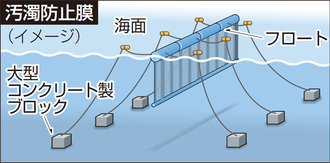 汚濁防止膜
(イメージ)
海面
フロート
大型
コンクリート製
ブロック